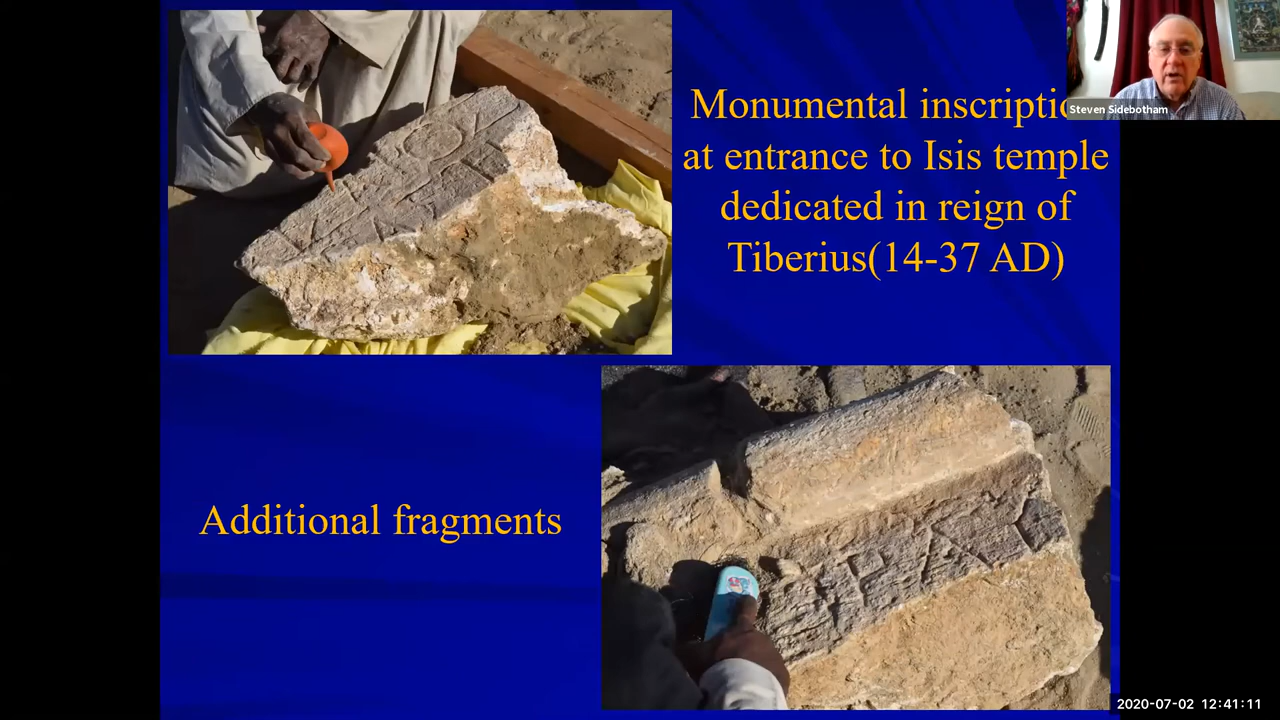 Monumental inscriptio
at entrance to Isis temple
dedicated in reign of
Tiberius(14-37 AD)
Additional fragments
Steven Sidebotham
2020-07-02 12:41:11